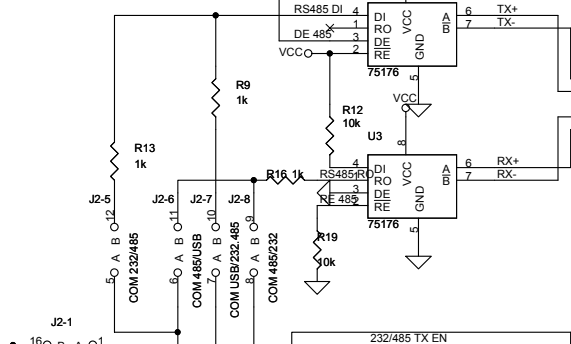 RS485 DI 4 DI VCC A 6 TX+
1 RO B 7 TX-
DE 485 3 DE GND
VCC 2 RE
75176 5
R9
1k
VCC
R12
10k
U3
8
R13
1k
4 DI VCC A 6 RX+
R16 1k RS485 RO 1 RO B 7 RX-
3 DE
RE 485 2 RE GND
75176 5
J2-5 J2-6 J2-7 J2-8
12 11 10 9
B B B B
A A A A
5 6 7 8
COM 232/485
COM 485/USB
COM USB/232.485
COM 485/232
R19
10k
J2-1
16 B A 1
232/485 TX EN